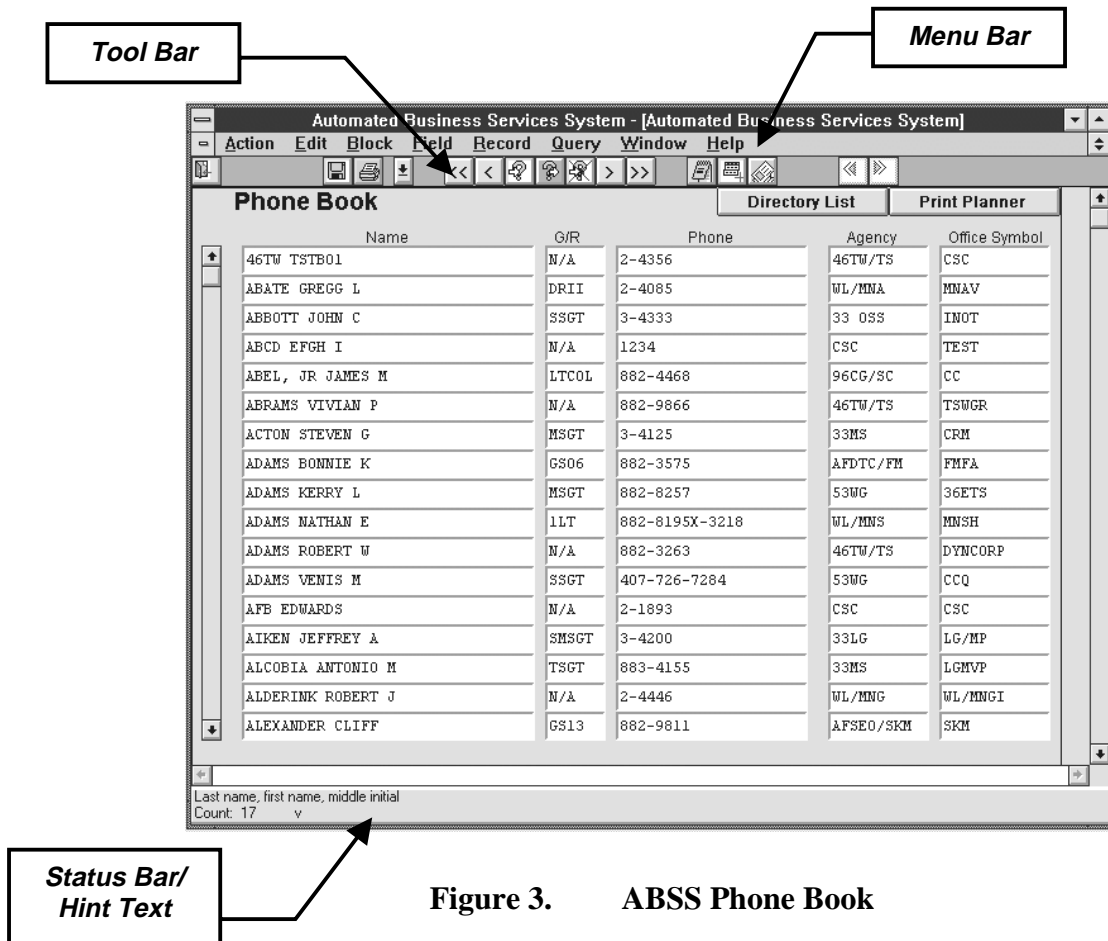 Tool Bar
Menu Bar
Automated Business Services System - [Automated Business Services System]
Action Edit Block Field Record Query Window Help
<< < > >>
Phone Book
Directory List
Print Planner
Name G/R Phone Agency Office Symbol
46TW TSTB01 N/A 2-4356 46TW/TS CSC
ABATE GREGG L DRII 2-4085 WL/MNA MNAV
ABBOTT JOHN C SSGT 3-4333 33 OSS INOT
ABCD EFGH I N/A 1234 CSC TEST
ABEL, JR JAMES M LTCOL 882-4468 96CG/SC CC
ABRAMS VIVIAN P N/A 882-9866 46TW/TS TSWGR
ACTON STEVEN G MSGT 3-4125 33MS CRM
ADAMS BONNIE K GS06 882-3575 AFDTC/FM FMFA
ADAMS KERRY L MSGT 882-8257 53WG 36ETS
ADAMS NATHAN E 1LT 882-8195X-3218 WL/MNS MNSH
ADAMS ROBERT W N/A 882-3263 46TW/TS DYNCORP
ADAMS VENIS M SSGT 407-726-7284 53WG CCQ
AFB EDWARDS N/A 2-1893 CSC CSC
AIKEN JEFFREY A SMSGT 3-4200 33LG LG/MP
ALCOBIA ANTONIO M TSGT 883-4155 33MS LGMVP
ALDERINK ROBERT J N/A 2-4446 WL/MNG WL/MNGI
ALEXANDER CLIFF GS13 882-9811 AFSEO/SKM SKM
Last name, first name, middle initial
Count: 17 v
Status Bar/
Hint Text
Figure 3. ABSS Phone Book